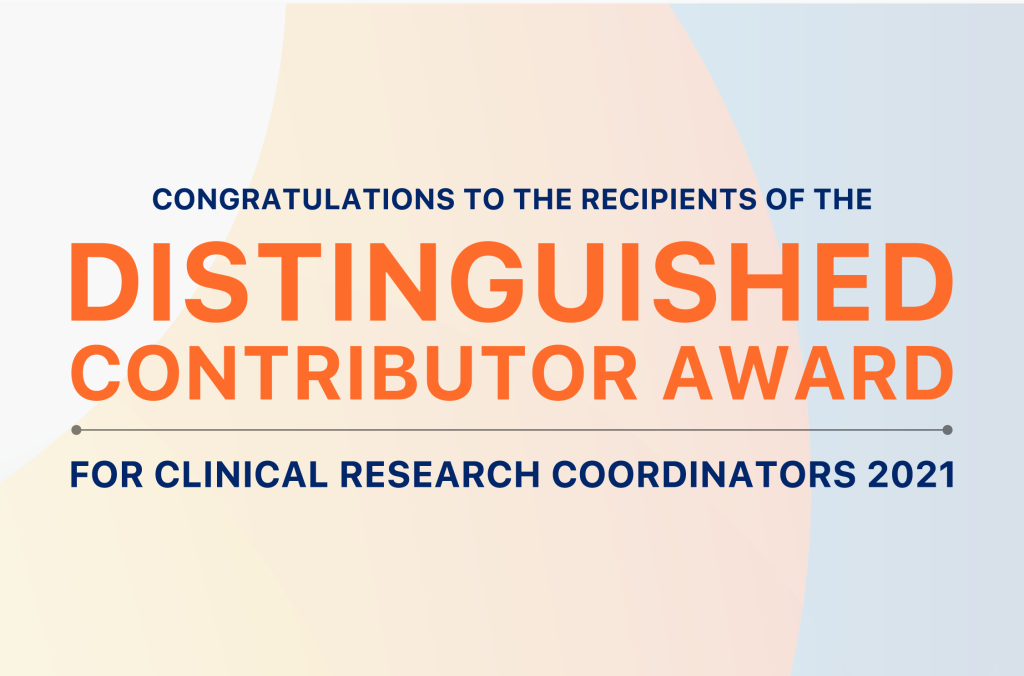 CONGRATULATIONS TO THE RECIPIENTS OF THE
DISTINGUISHED
CONTRIBUTOR AWARD
FOR CLINICAL RESEARCH COORDINATORS 2021